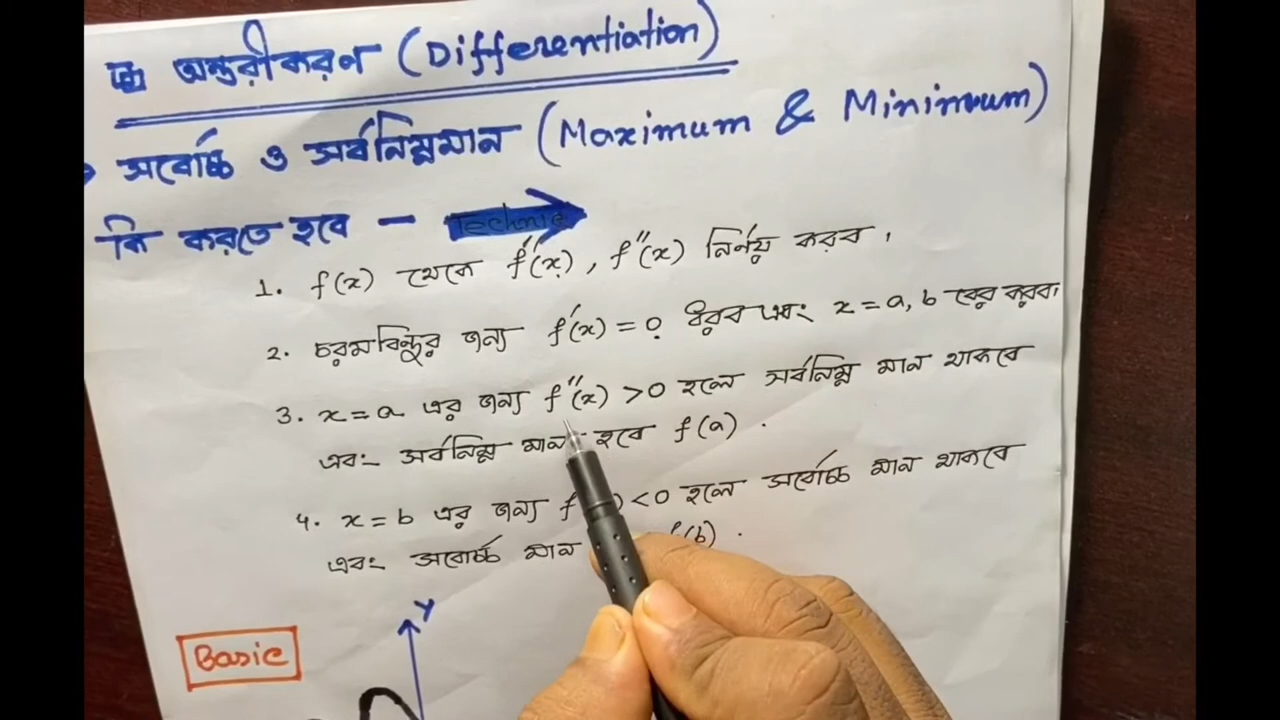 অন্তরীকরণ (Differentiation)
সর্বোচ্চ ও সর্বনিম্নমান (Maximum & Minimum)
কি করতে হবে – Technic
1. f(x) থেকে f′(x), f″(x) নির্ণয় করব।
2. চরমবিন্দুর জন্য f′(x) = 0 ধরব এবং x = a, b বের করব।
3. x = a এর জন্য f″(x) > 0 হলে সর্বনিম্ন মান থাকবে
এবং সর্বনিম্ন মান হবে f(a).
4. x = b এর জন্য f ) < 0 হলে সর্বোচ্চ মান থাকবে
এবং সর্বোচ্চ মান f(b).
Y
Basic